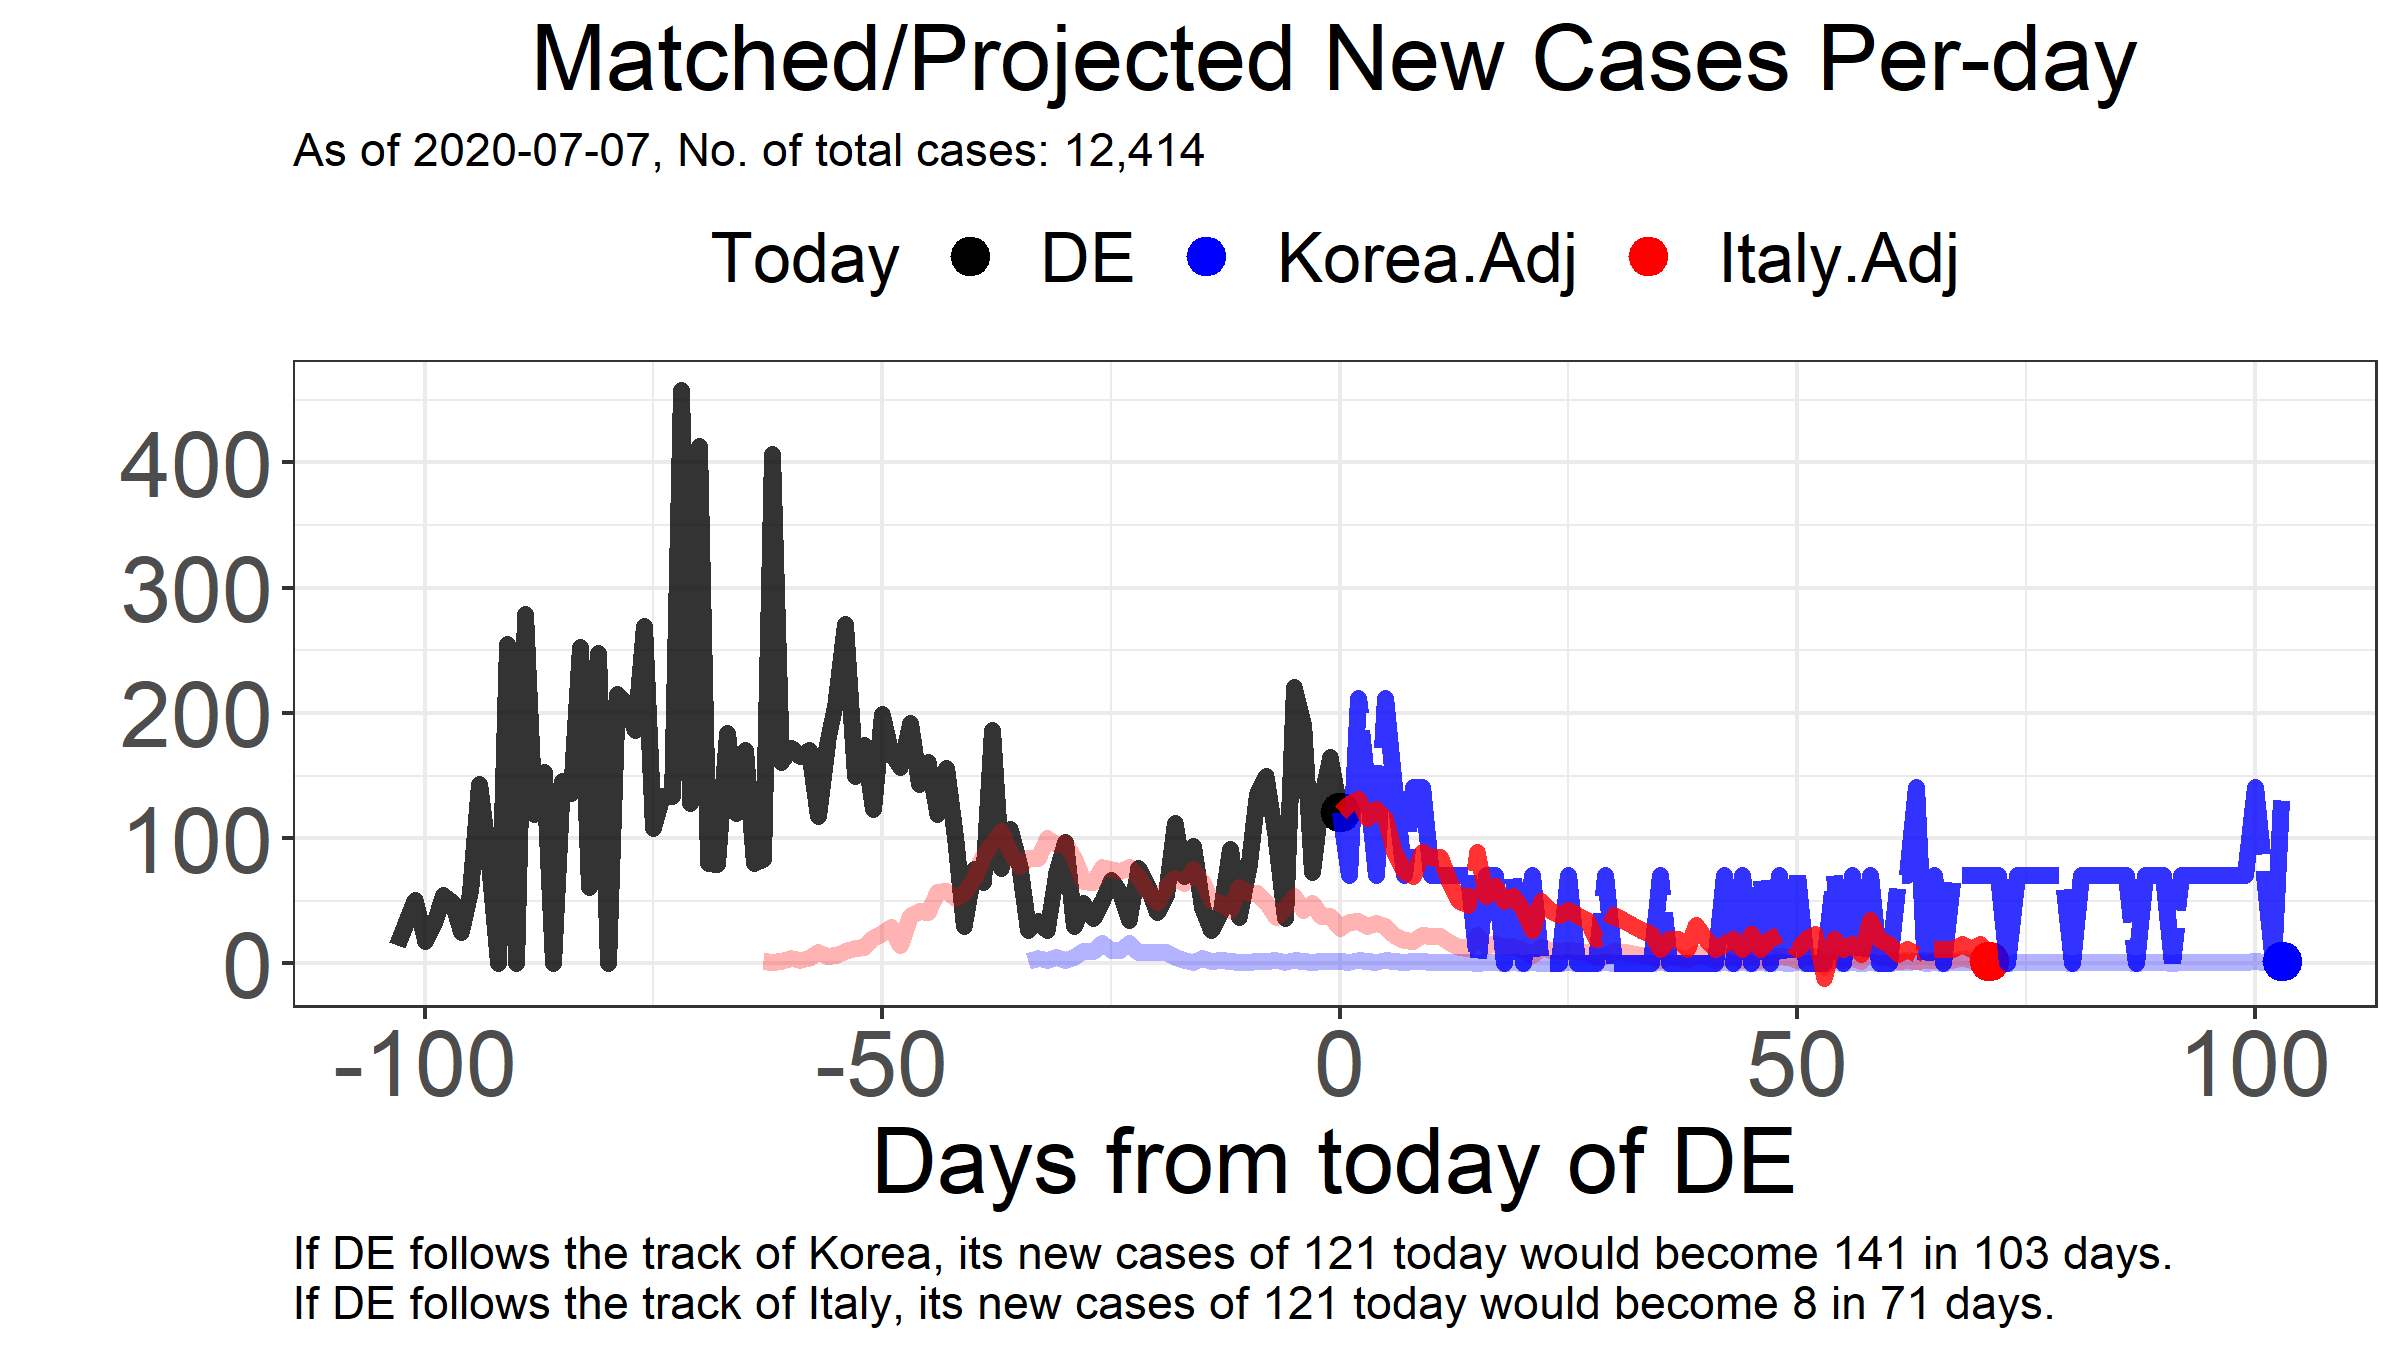 Matched/Projected New Cases Per-day
As of 2020-07-07, No. of total cases: 12,414
Today DE Korea.Adj Italy.Adj
400
300
200
100
0
-100 -50 0 50 100
Days from today of DE
If DE follows the track of Korea, its new cases of 121 today would become 141 in 103 days.
If DE follows the track of Italy, its new cases of 121 today would become 8 in 71 days.